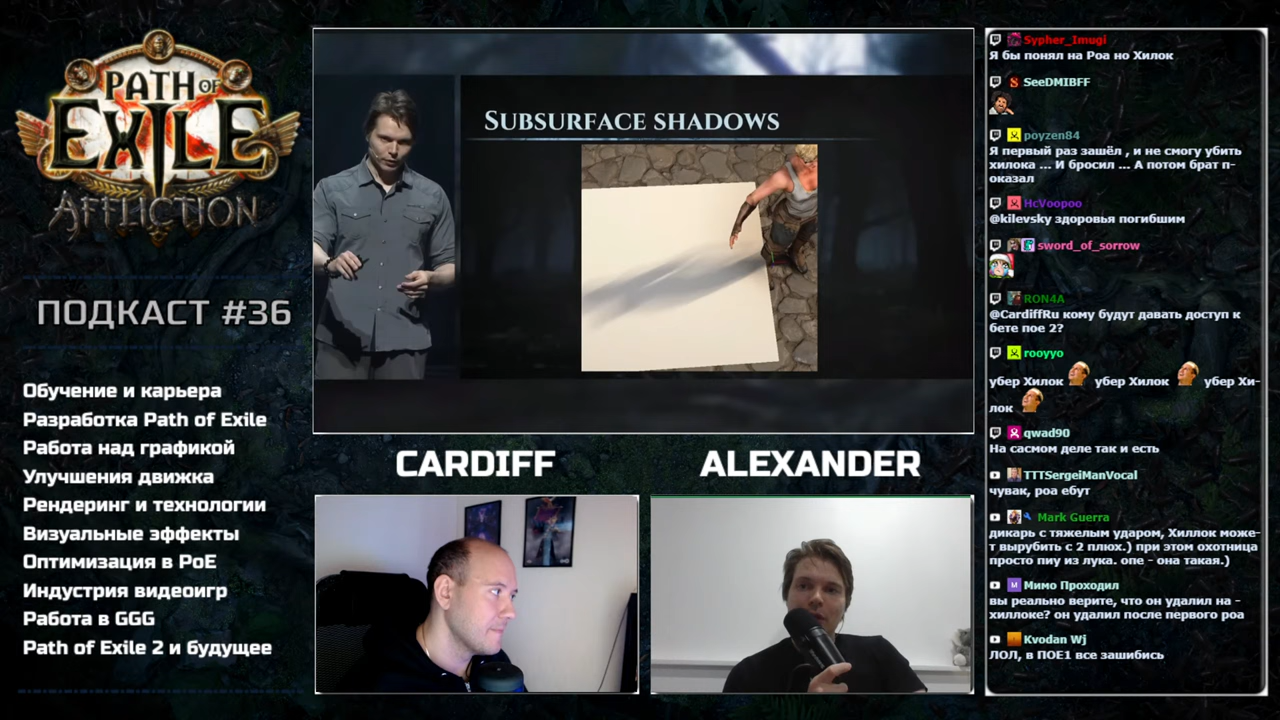 PATH OF
EXILE
AFFLICTION
ПОДКАСТ #36
Обучение и карьера
Разработка Path of Exile
Работа над графикой
Улучшения движка
Рендеринг и технологии
Визуальные эффекты
Оптимизация в PoE
Индустрия видеоигр
Работа в GGG
Path of Exile 2 и будущее
SUBSURFACE SHADOWS
CARDIFF
ALEXANDER
Sypher_Imugi
Я бы понял на Роа но Хилок
SeeDMIBFF
poyzen84
Я первый раз зашёл , и не смогу убить
хилока ... И бросил ... А потом брат п-
оказал
HcVoopoo
@kilevsky здоровья погибшим
sword_of_sorrow
RON4A
@CardiffRu кому будут давать доступ к
бете пое 2?
rooyyo
убер Хилок убер Хилок убер Хи-
лок
qwad90
На сасмом деле так и есть
TTTSergeiManVocal
чувак, роа ебут
Mark Guerra
дикарь с тяжелым ударом, Хиллок може-
т вырубить с 2 плюх.) при этом охотница
просто пиу из лука. опе - она такая.)
М Мимо Проходил
вы реально верите, что он удалил на -
хиллоке? он удалил после первого роа
Kvodan Wj
ЛОЛ, в ПОЕ1 все зашибись